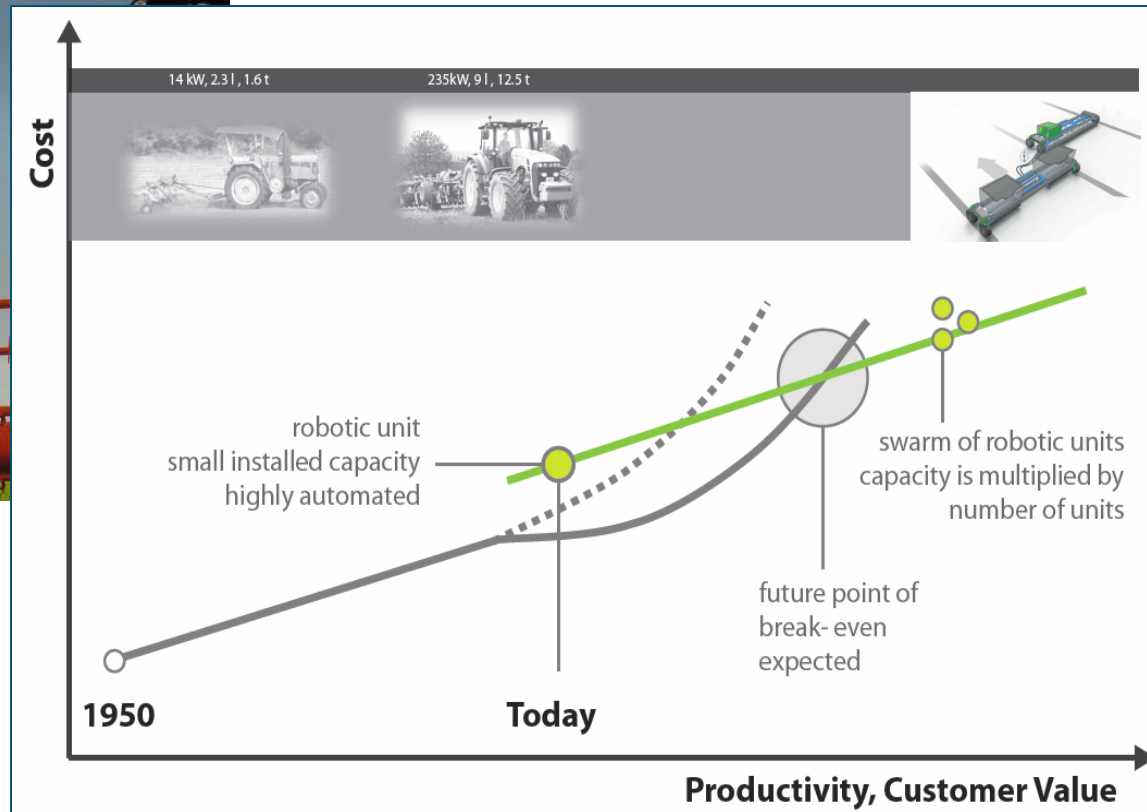 Cost
14 kW, 2.3 l , 1.6 t
235kW, 9 l , 12.5 t
robotic unit
small installed capacity
highly automated
swarm of robotic units
capacity is multiplied by
number of units
future point of
break- even
expected
1950
Today
Productivity, Customer Value